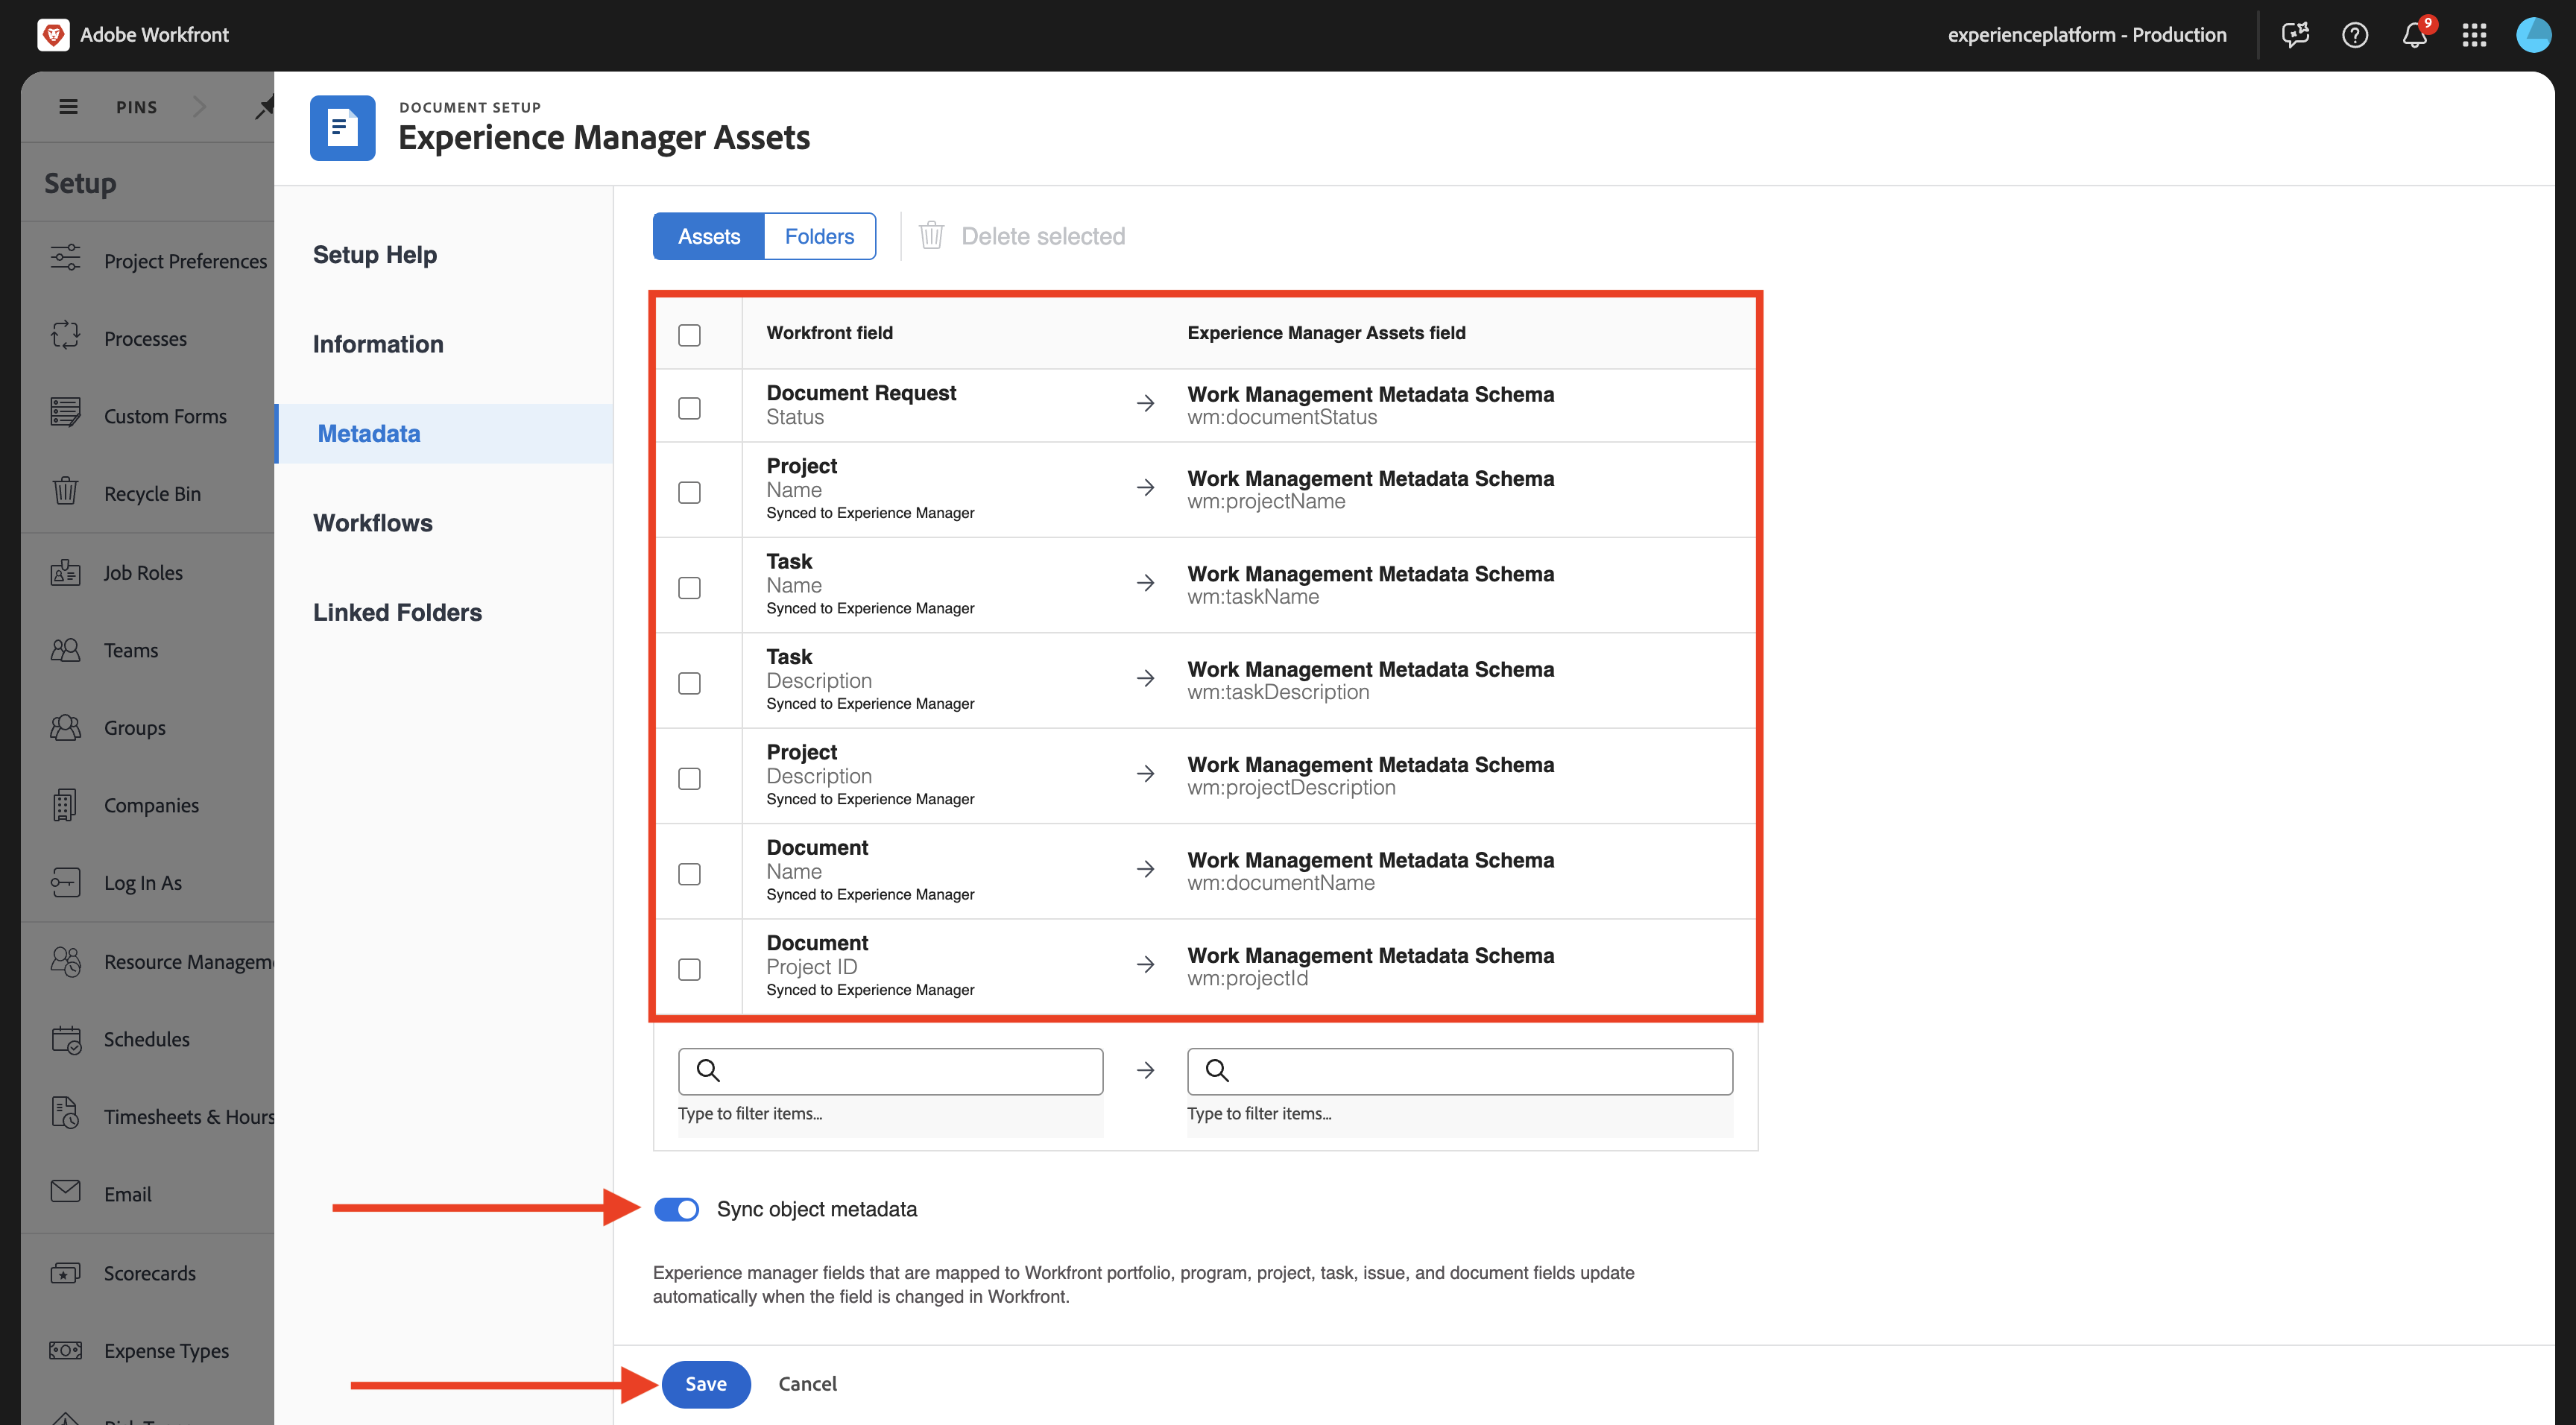 Adobe Workfront
experienceplatform - Production
9
PINS
Setup
Project Preferences
Processes
Custom Forms
Recycle Bin
Job Roles
Teams
Groups
Companies
Log In As
Resource Managem
Schedules
Timesheets & Hours
Email
Scorecards
Expense Types
DOCUMENT SETUP
Experience Manager Assets
Setup Help
Information
Metadata
Workflows
Linked Folders
Assets
Folders
Delete selected
Workfront field
Experience Manager Assets field
Document Request
Status
Work Management Metadata Schema
wm:documentStatus
Project
Name
Synced to Experience Manager
Work Management Metadata Schema
wm:projectName
Task
Name
Synced to Experience Manager
Work Management Metadata Schema
wm:taskName
Task
Description
Synced to Experience Manager
Work Management Metadata Schema
wm:taskDescription
Project
Description
Synced to Experience Manager
Work Management Metadata Schema
wm:projectDescription
Document
Name
Synced to Experience Manager
Work Management Metadata Schema
wm:documentName
Document
Project ID
Synced to Experience Manager
Work Management Metadata Schema
wm:projectId
Type to filter items...
Type to filter items...
Sync object metadata
Experience manager fields that are mapped to Workfront portfolio, program, project, task, issue, and document fields update
automatically when the field is changed in Workfront.
Save
Cancel